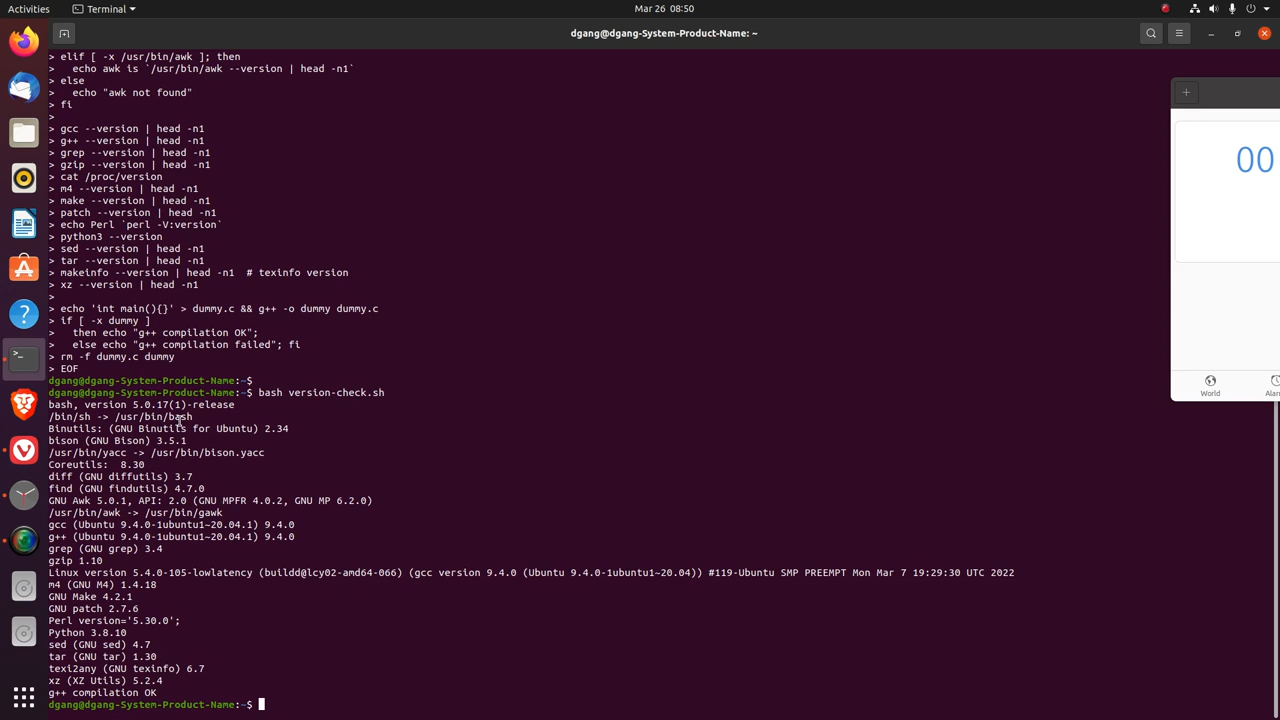 Activities
Terminal
Mar 26 08:50
dgang@dgang-System-Product-Name: ~
> elif [ -x /usr/bin/awk ]; then
>   echo awk is `/usr/bin/awk --version | head -n1`
> else
>   echo "awk not found"
> fi
>
> gcc --version | head -n1
> g++ --version | head -n1
> grep --version | head -n1
> gzip --version | head -n1
> cat /proc/version
> m4 --version | head -n1
> make --version | head -n1
> patch --version | head -n1
> echo Perl `perl -V:version`
> python3 --version
> sed --version | head -n1
> tar --version | head -n1
> makeinfo --version | head -n1  # texinfo version
> xz --version | head -n1
>
> echo 'int main(){}' > dummy.c && g++ -o dummy dummy.c
> if [ -x dummy ]
>   then echo "g++ compilation OK";
>   else echo "g++ compilation failed"; fi
> rm -f dummy.c dummy
> EOF
dgang@dgang-System-Product-Name:~$
dgang@dgang-System-Product-Name:~$ bash version-check.sh
bash, version 5.0.17(1)-release
/bin/sh -> /usr/bin/bash
Binutils: (GNU Binutils for Ubuntu) 2.34
bison (GNU Bison) 3.5.1
/usr/bin/yacc -> /usr/bin/bison.yacc
Coreutils:  8.30
diff (GNU diffutils) 3.7
find (GNU findutils) 4.7.0
GNU Awk 5.0.1, API: 2.0 (GNU MPFR 4.0.2, GNU MP 6.2.0)
/usr/bin/awk -> /usr/bin/gawk
gcc (Ubuntu 9.4.0-1ubuntu1~20.04.1) 9.4.0
g++ (Ubuntu 9.4.0-1ubuntu1~20.04.1) 9.4.0
grep (GNU grep) 3.4
gzip 1.10
Linux version 5.4.0-105-lowlatency (buildd@lcy02-amd64-066) (gcc version 9.4.0 (Ubuntu 9.4.0-1ubuntu1~20.04)) #119-Ubuntu SMP PREEMPT Mon Mar 7 19:29:30 UTC 2022
m4 (GNU M4) 1.4.18
GNU Make 4.2.1
GNU patch 2.7.6
Perl version='5.30.0';
Python 3.8.10
sed (GNU sed) 4.7
tar (GNU tar) 1.30
texi2any (GNU texinfo) 6.7
xz (XZ Utils) 5.2.4
g++ compilation OK
dgang@dgang-System-Product-Name:~$
00
World